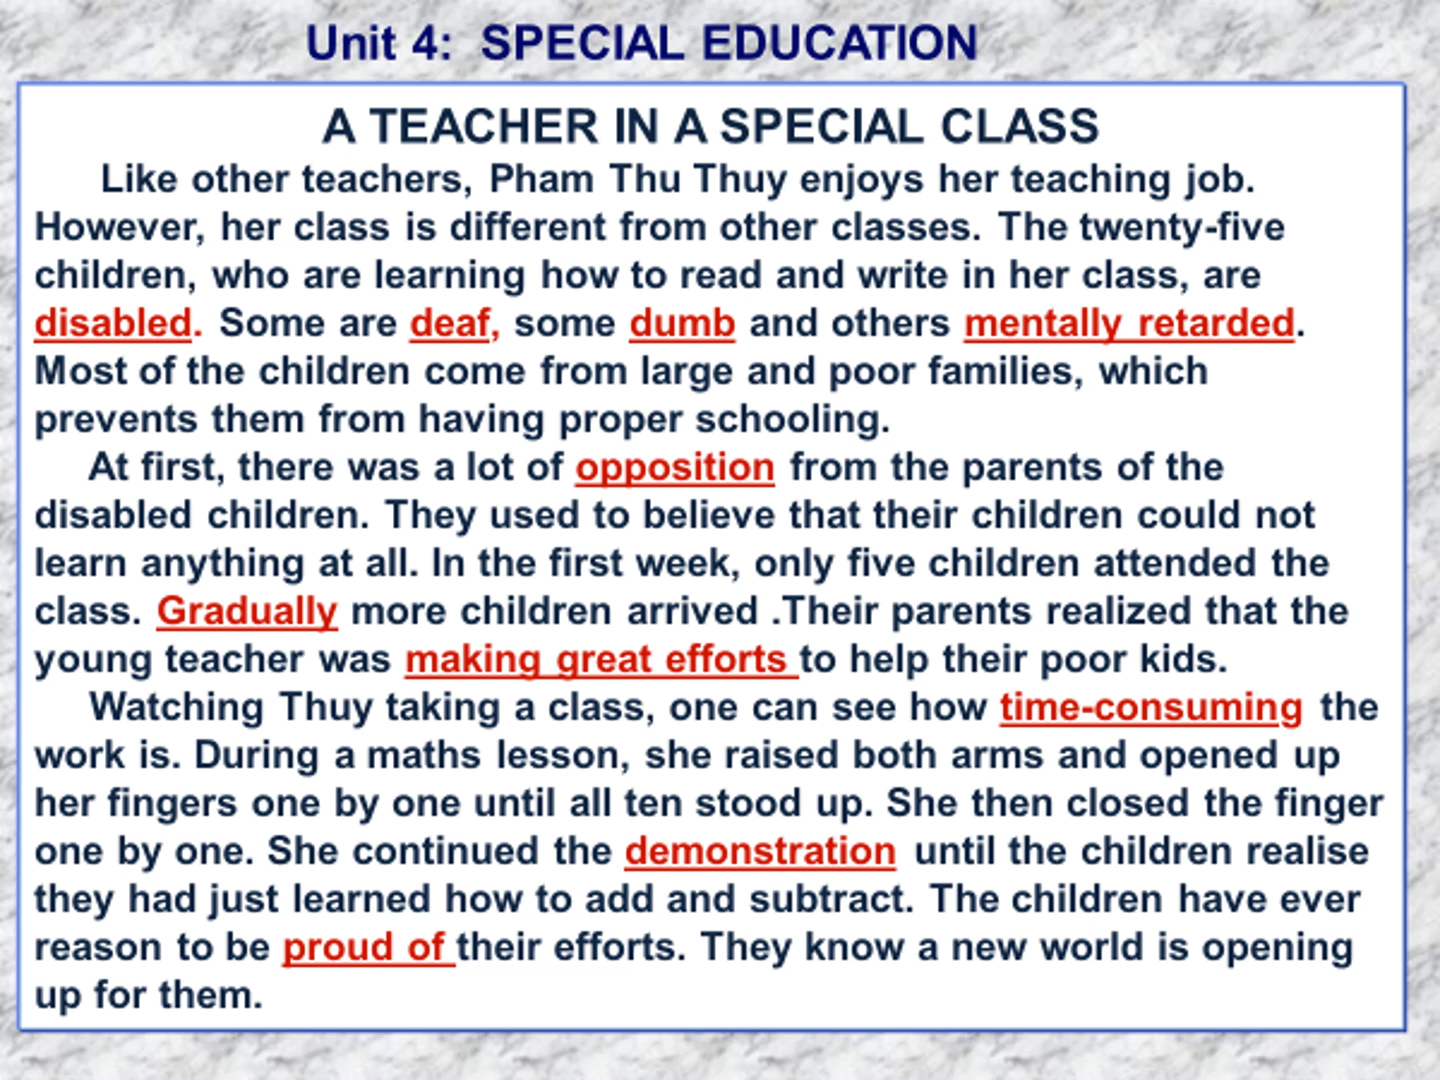 Unit 4: SPECIAL EDUCATION
A TEACHER IN A SPECIAL CLASS
Like other teachers, Pham Thu Thuy enjoys her teaching job.
However, her class is different from other classes. The twenty-five
children, who are learning how to read and write in her class, are
disabled. Some are deaf, some dumb and others mentally retarded.
Most of the children come from large and poor families, which
prevents them from having proper schooling.
At first, there was a lot of opposition from the parents of the
disabled children. They used to believe that their children could not
learn anything at all. In the first week, only five children attended the
class. Gradually more children arrived .Their parents realized that the
young teacher was making great efforts to help their poor kids.
Watching Thuy taking a class, one can see how time-consuming the
work is. During a maths lesson, she raised both arms and opened up
her fingers one by one until all ten stood up. She then closed the finger
one by one. She continued the demonstration until the children realise
they had just learned how to add and subtract. The children have ever
reason to be proud of their efforts. They know a new world is opening
up for them.